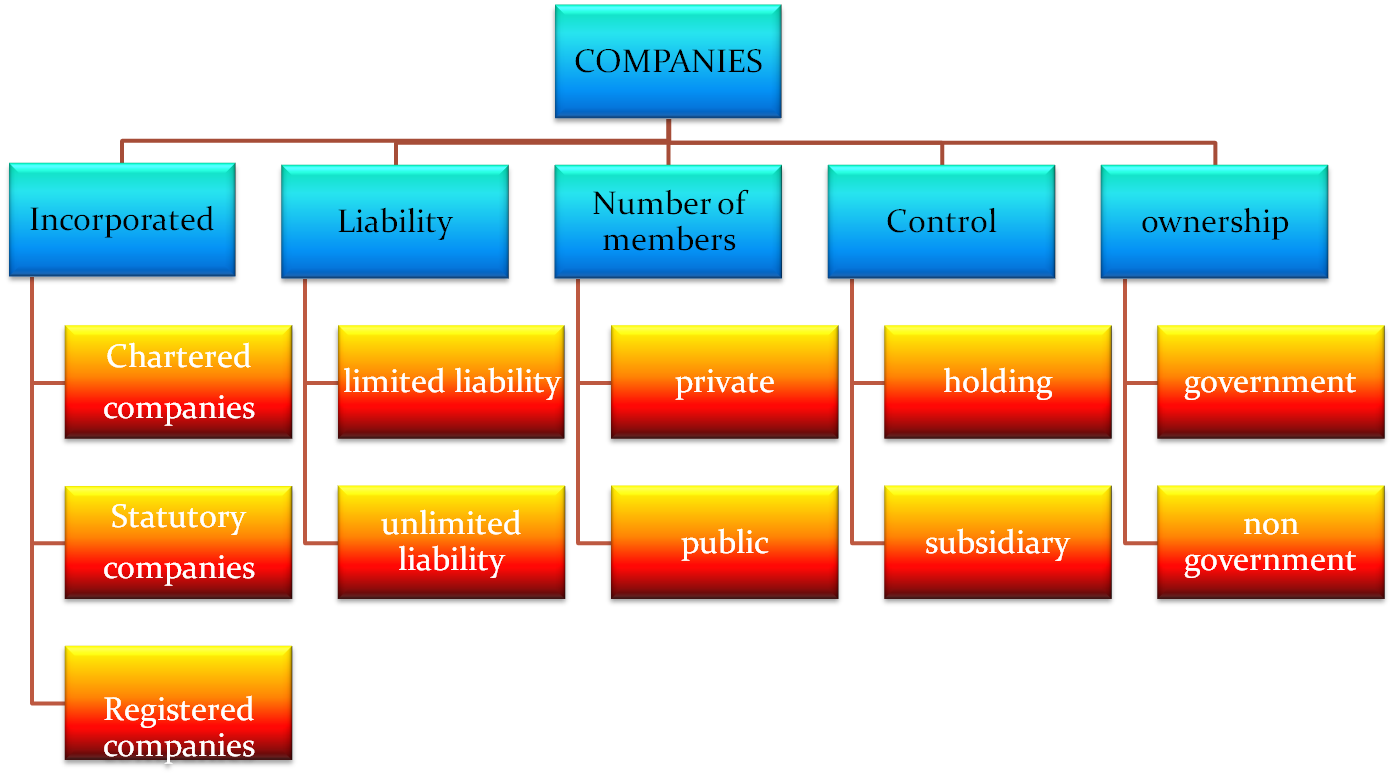 COMPANIES
Incorporated
Liability
Number of
members
Control
ownership
Chartered
companies
limited liability
private
holding
government
Statutory
companies
unlimited
liability
public
subsidiary
non
government
Registered
companies